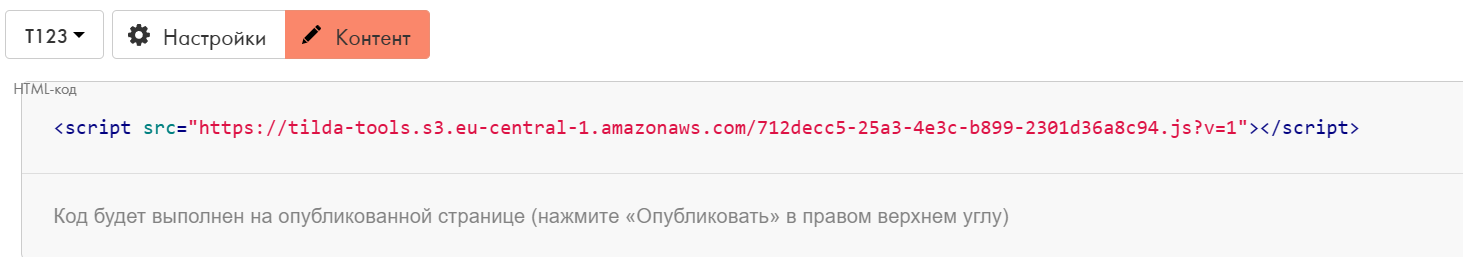 T123 Настройки Контент
HTML-код
<script src="https://tilda-tools.s3.eu-central-1.amazonaws.com/712decc5-25a3-4e3c-b899-2301d36a8c94.js?v=1"></script>
Код будет выполнен на опубликованной странице (нажмите «Опубликовать» в правом верхнем углу)